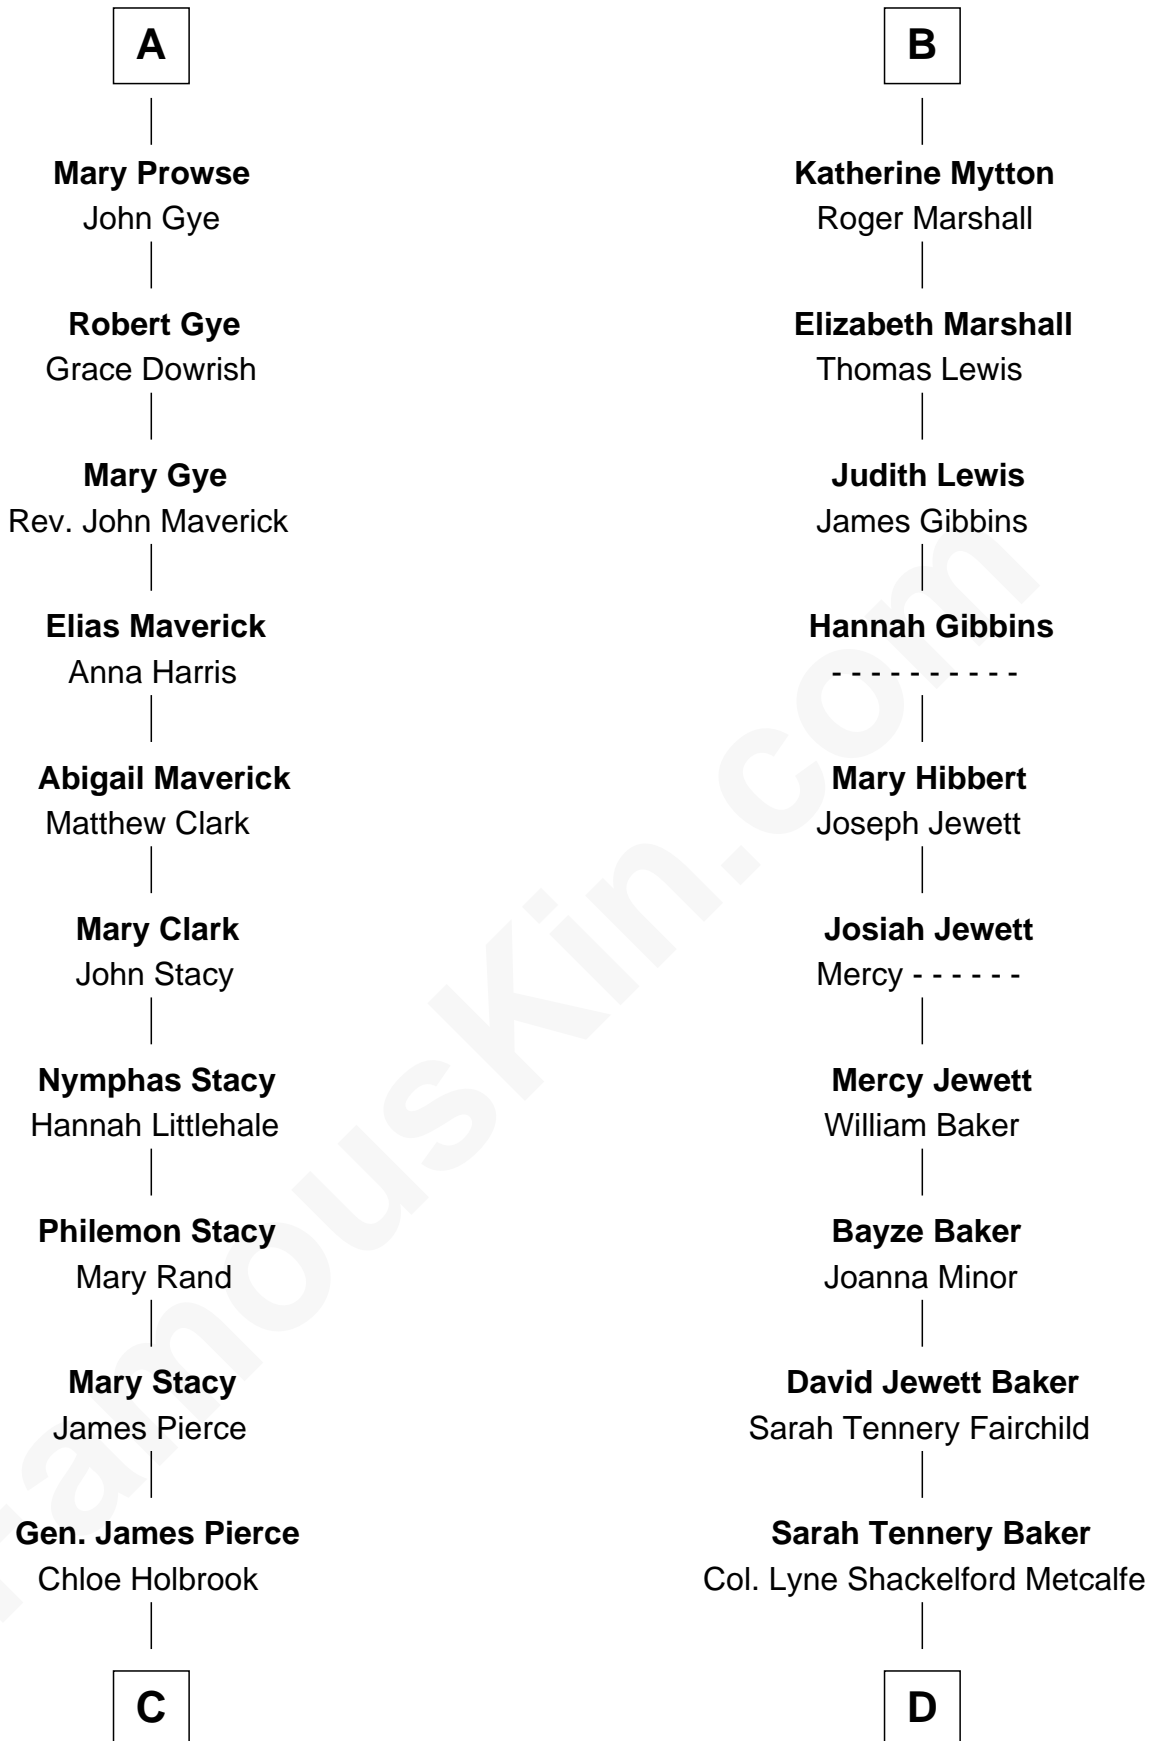 A
Mary Prowse
John Gye
Robert Gye
Grace Dowrish
Mary Gye
Rev. John Maverick
Elias Maverick
Anna Harris
Abigail Maverick
Matthew Clark
Mary Clark
John Stacy
Nymphas Stacy
Hannah Littlehale
Philemon Stacy
Mary Rand
Mary Stacy
James Pierce
Gen. James Pierce
Chloe Holbrook
C
B
Katherine Mytton
Roger Marshall
Elizabeth Marshall
Thomas Lewis
Judith Lewis
James Gibbins
Hannah Gibbins
- - - - - - - - - -
Mary Hibbert
Joseph Jewett
Josiah Jewett
Mercy - - - - - -
Mercy Jewett
William Baker
Bayze Baker
Joanna Minor
David Jewett Baker
Sarah Tennery Fairchild
Sarah Tennery Baker
Col. Lyne Shackelford Metcalfe
D
FamousKin.com